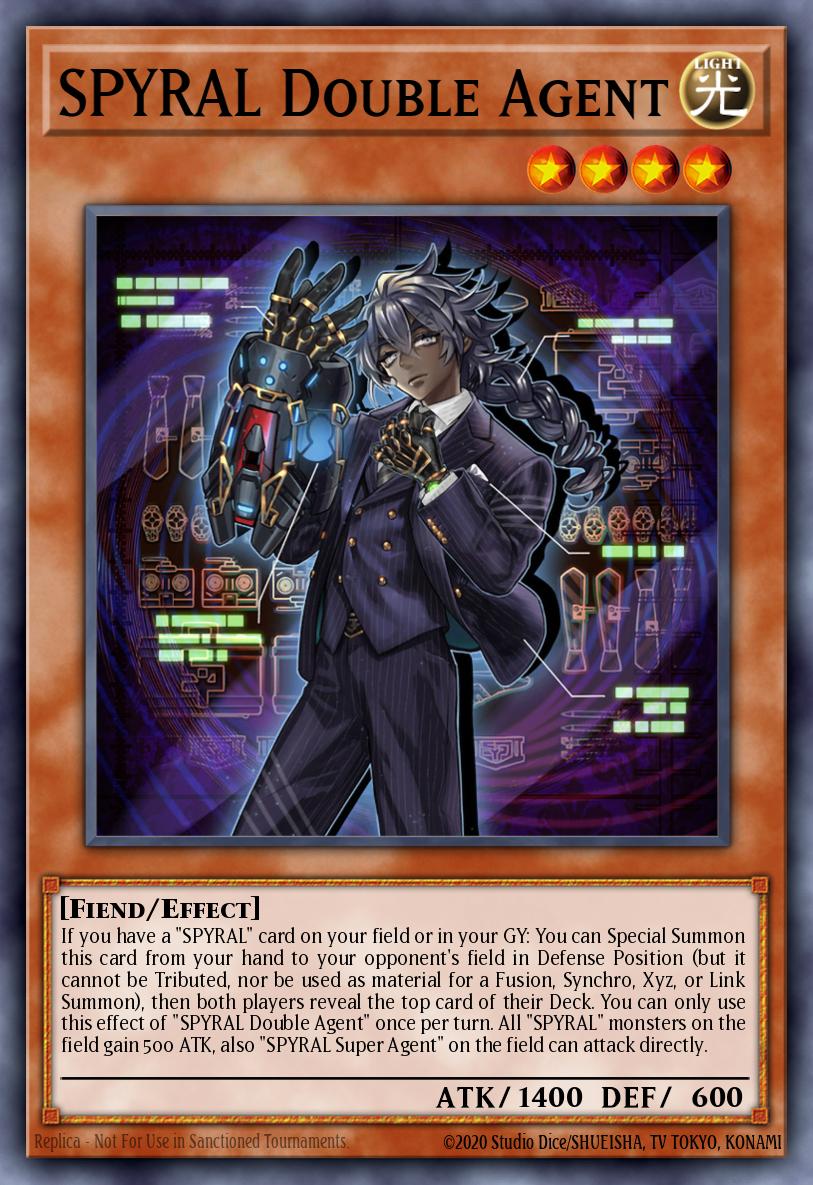 SPYRAL Double Agent
LIGHT
光
[Fiend/Effect]
If you have a "SPYRAL" card on your field or in your GY: You can Special Summon
this card from your hand to your opponent's field in Defense Position (but it
cannot be Tributed, nor be used as material for a Fusion, Synchro, Xyz, or Link
Summon), then both players reveal the top card of their Deck. You can only use
this effect of "SPYRAL Double Agent" once per turn. All "SPYRAL" monsters on the
field gain 500 ATK, also "SPYRAL Super Agent" on the field can attack directly.
ATK/ 1400 DEF/ 600
Replica - Not For Use in Sanctioned Tournaments. ©2020 Studio Dice/SHUEISHA, TV TOKYO, KONAMI